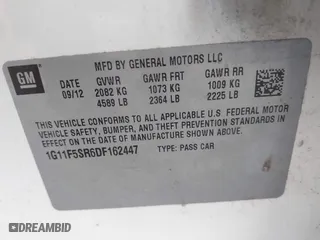 GM
MFD BY GENERAL MOTORS LLC
DATE GVWR GAWR FRT GAWR RR
09/12 2082 KG 1073 KG 1009 KG
4589 LB 2364 LB 2225 LB
THIS VEHICLE CONFORMS TO ALL APPLICABLE U.S. FEDERAL MOTOR
VEHICLE SAFETY, BUMPER, AND THEFT PREVENTION STANDARDS IN
EFFECT ON THE DATE OF MANUFACTURE SHOWN ABOVE.
1G11F5SR6DF162447 TYPE: PASS CAR
DEALERS.BIDHISTORY